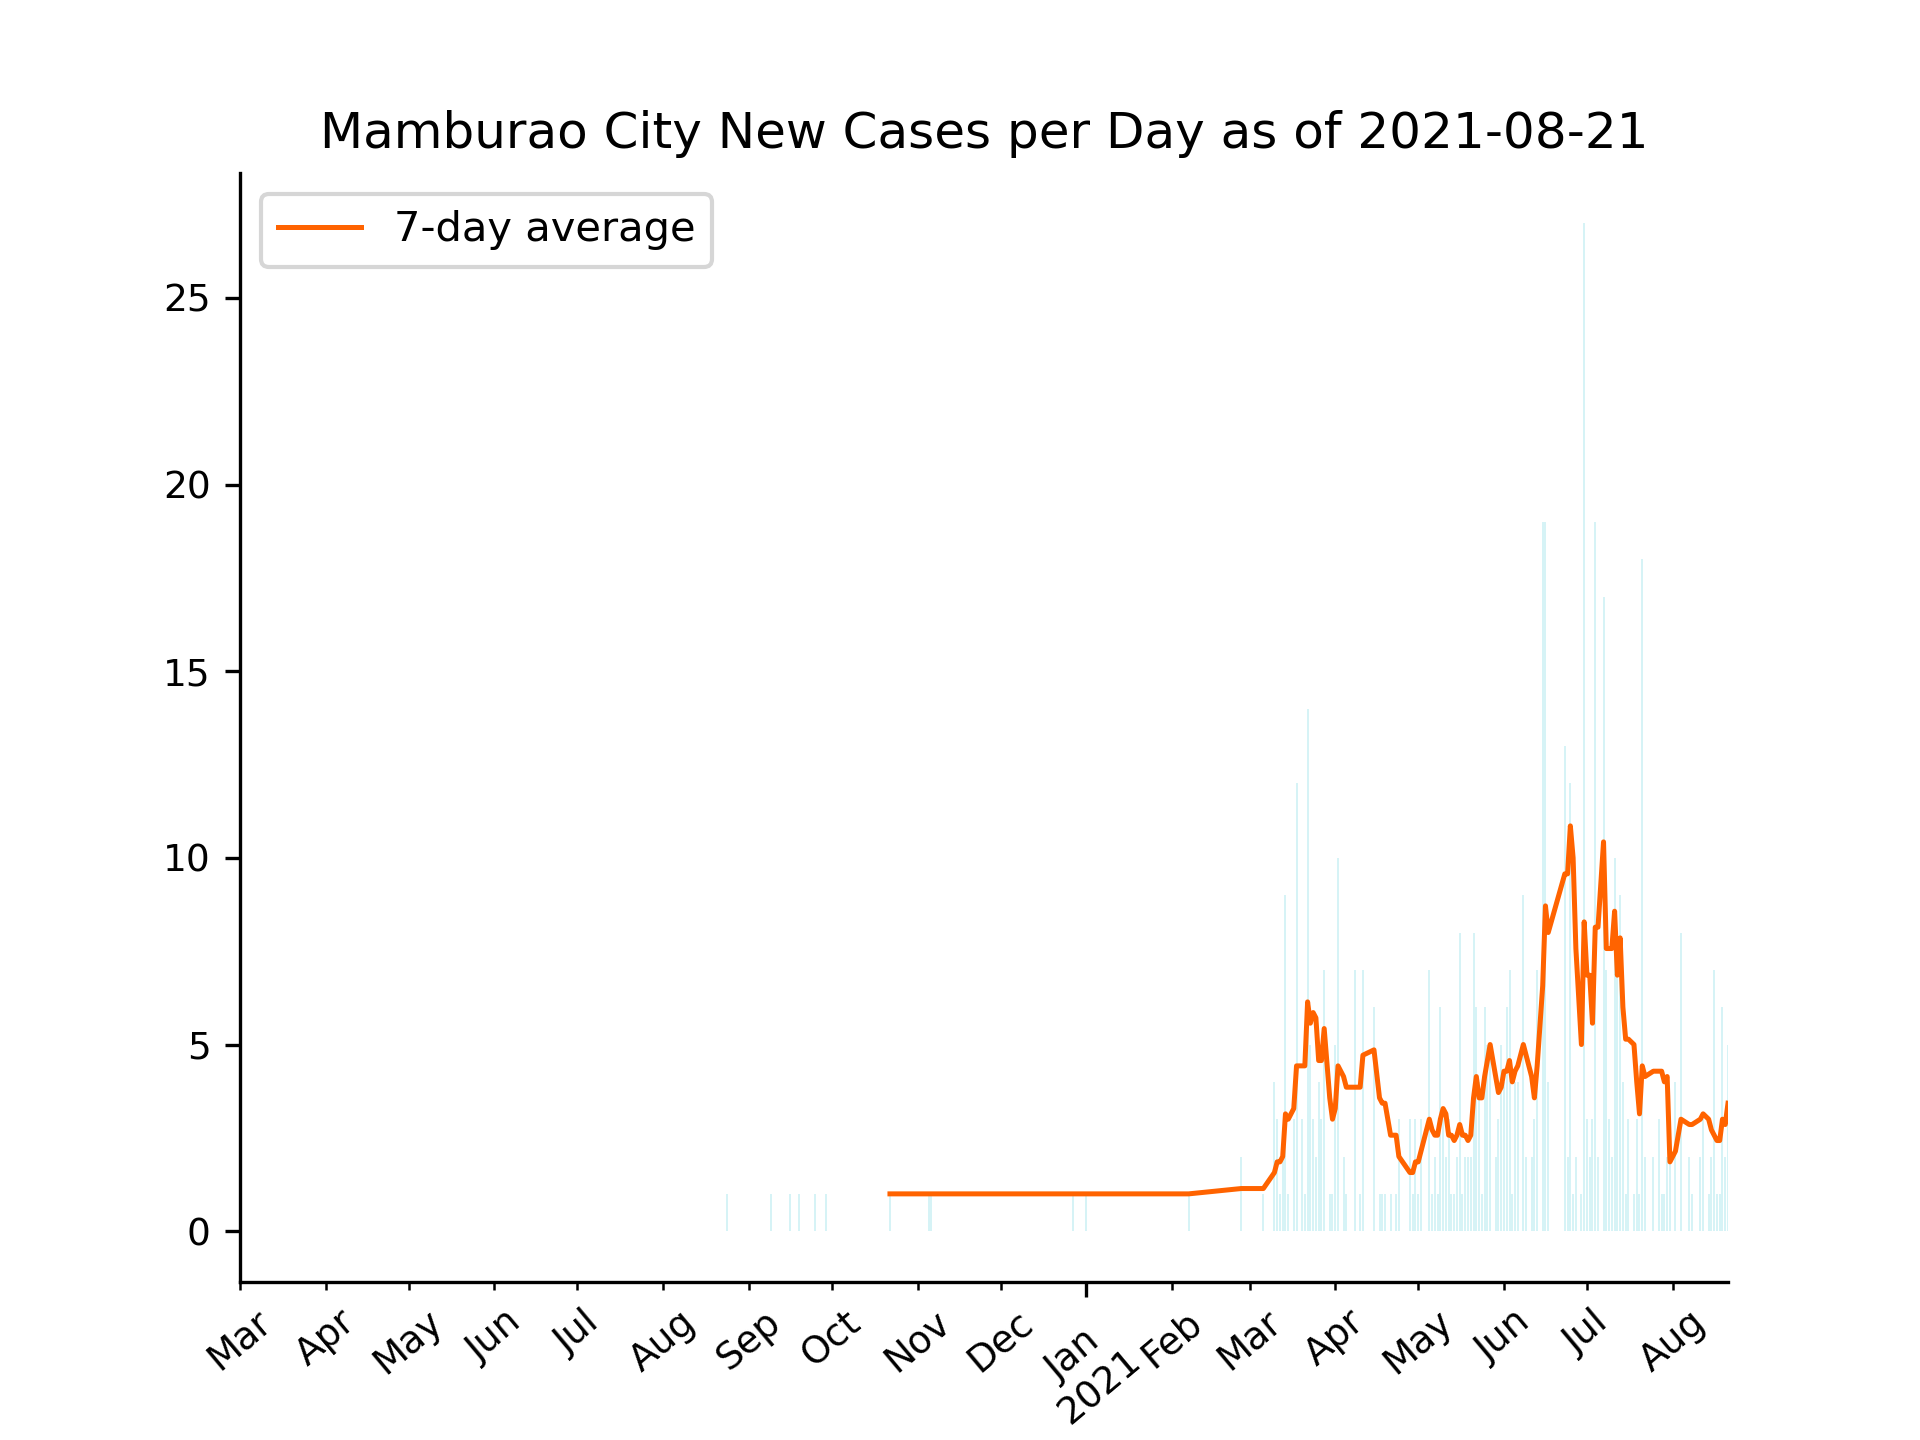 Mamburao City New Cases per Day as of 2021-08-21
7-day average
25
20
15
10
5
0
Mar Apr May Jun Jul Aug Sep Oct Nov Dec Jan Feb Mar Apr May Jun Jul Aug
2021